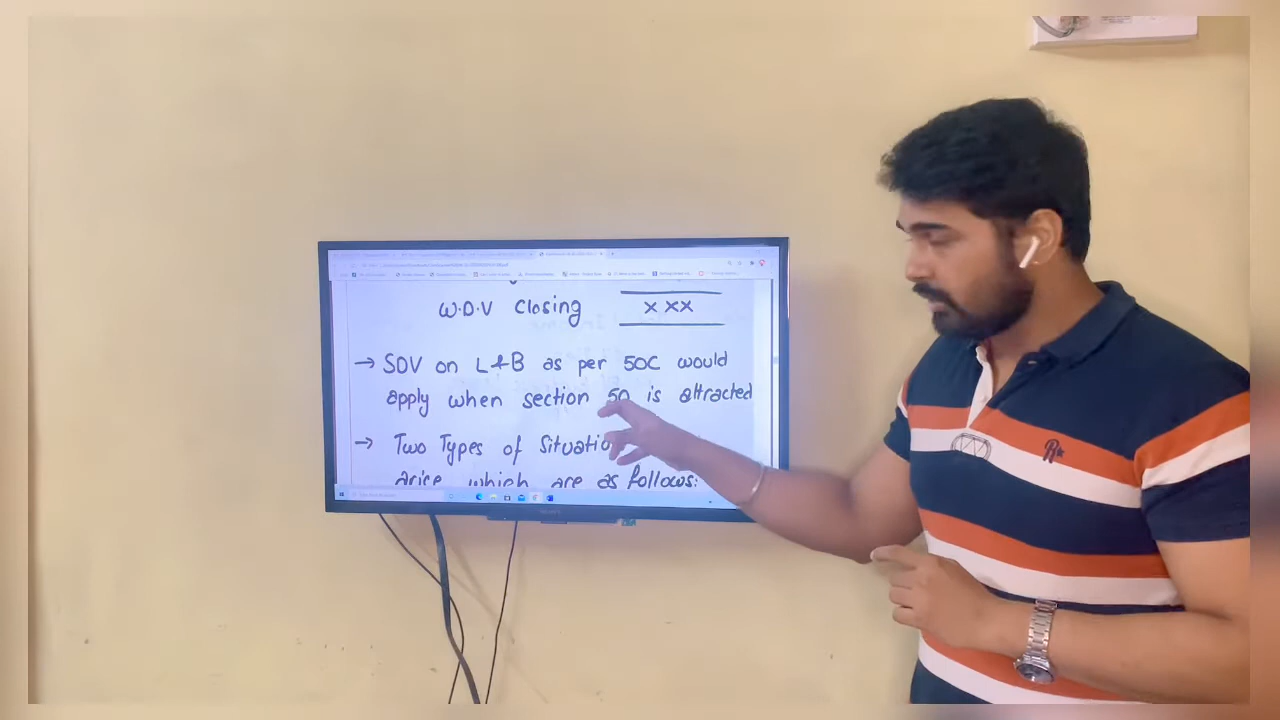 W.D.V Closing xxx
→ SDV on L&B as per 50C would
apply when section 50 is attracted
→ Two Types of Situatio
arise which are as follows: